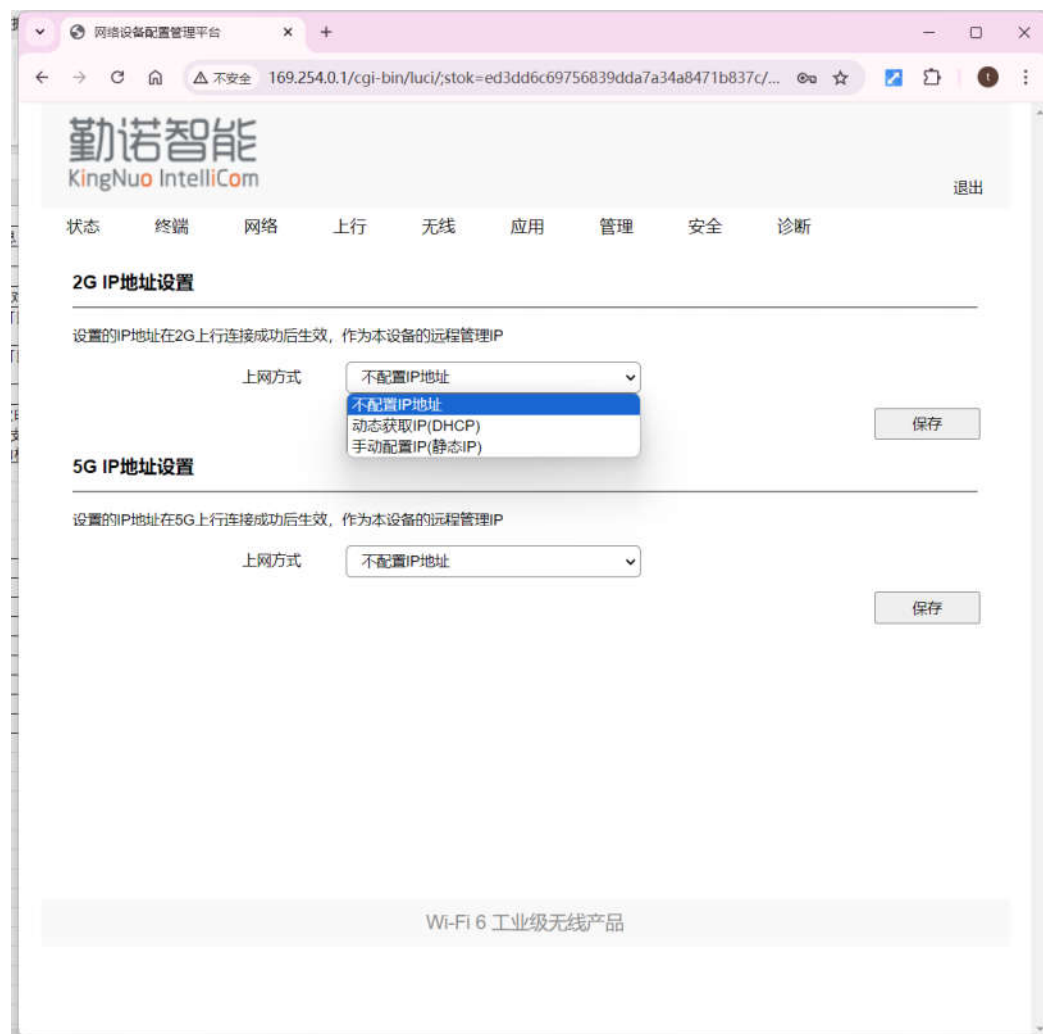 网络设备配置管理平台
不安全 169.254.0.1/cgi-bin/luci/;stok=ed3dd6c69756839dda7a34a8471b837c/...
勤诺智能
KingNuo IntelliCom
退出
状态 终端 网络 上行 无线 应用 管理 安全 诊断
2G IP地址设置
设置的IP地址在2G上行连接成功后生效，作为本设备的远程管理IP
上网方式 不配置IP地址
不配置IP地址
动态获取IP(DHCP)
手动配置IP(静态IP)
保存
5G IP地址设置
设置的IP地址在5G上行连接成功后生效，作为本设备的远程管理IP
上网方式 不配置IP地址
保存
Wi-Fi 6 工业级无线产品